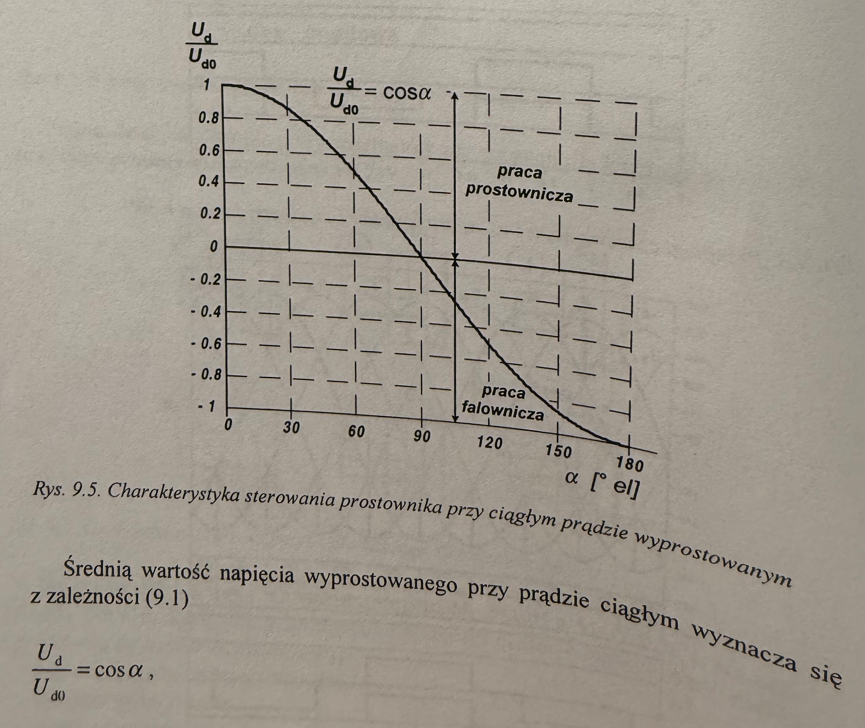 U_d / U_d0
U_d / U_d0 = cosα
1
0.8
0.6
0.4
0.2
0
- 0.2
- 0.4
- 0.6
- 0.8
- 1
praca
prostownicza
praca
falownicza
0 30 60 90 120 150 180
α [° el]
Rys. 9.5. Charakterystyka sterowania prostownika przy ciągłym prądzie wyprostowanym
Średnią wartość napięcia wyprostowanego przy prądzie ciągłym wyznacza się
z zależności (9.1)
U_d / U_d0 = cos α ,